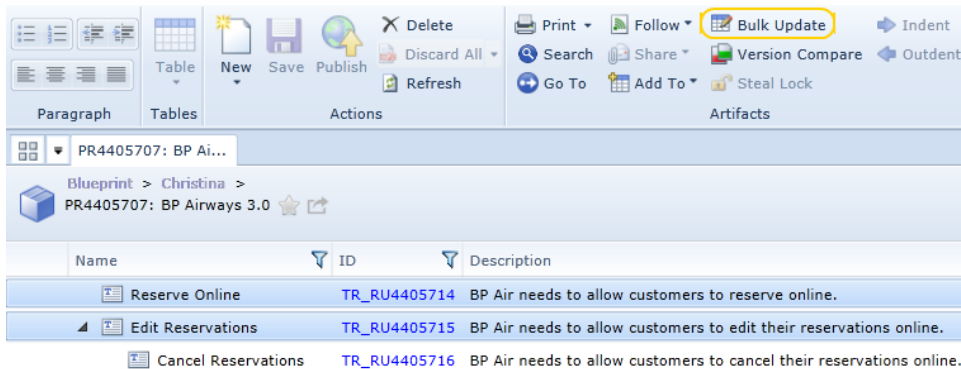 Delete Print Follow Bulk Update Indent
Discard All Search Share Version Compare Outdent
Table New Save Publish Refresh Go To Add To Steal Lock
Paragraph Tables Actions Artifacts
PR4405707: BP Ai...
Blueprint > Christina >
PR4405707: BP Airways 3.0
Name ID Description
Reserve Online TR_RU4405714 BP Air needs to allow customers to reserve online.
Edit Reservations TR_RU4405715 BP Air needs to allow customers to edit their reservations online.
Cancel Reservations TR_RU4405716 BP Air needs to allow customers to cancel their reservations online.